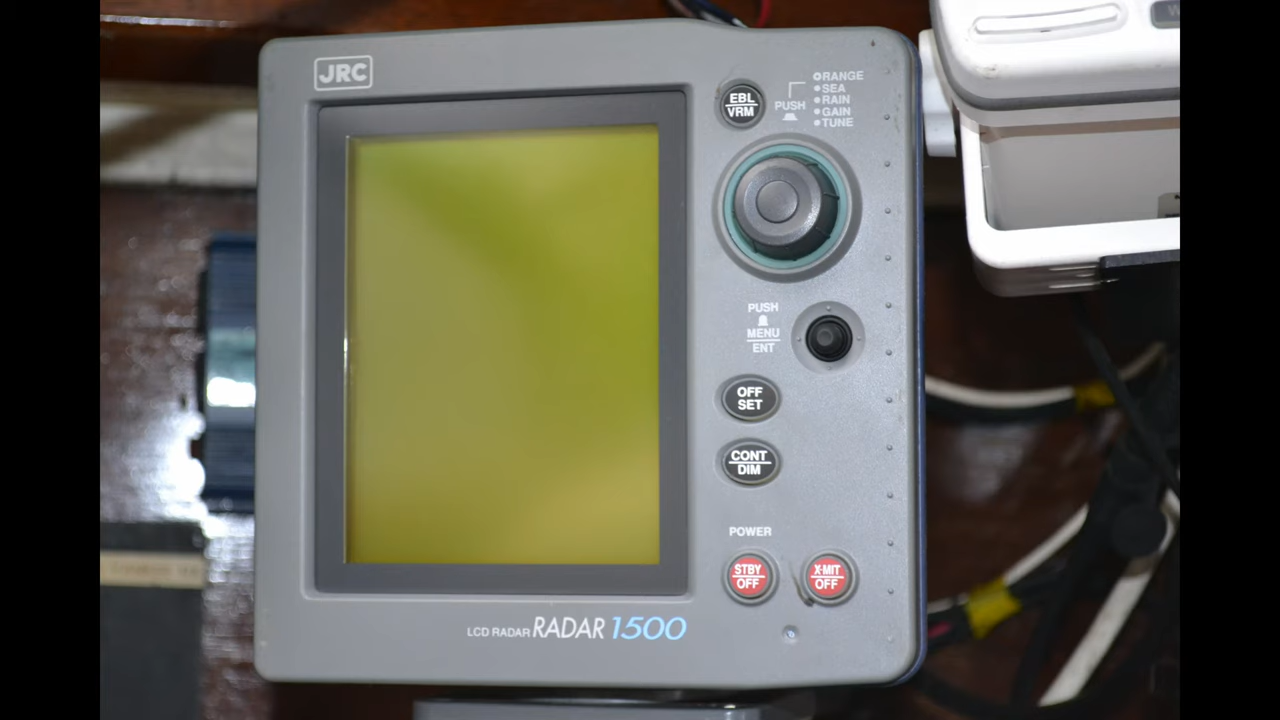 JRC
EBL
VRM
PUSH
RANGE
SEA
RAIN
GAIN
TUNE
PUSH
MENU
ENT
OFF
SET
CONT
DIM
POWER
STBY
OFF
X-MIT
OFF
LCD RADAR RADAR 1500